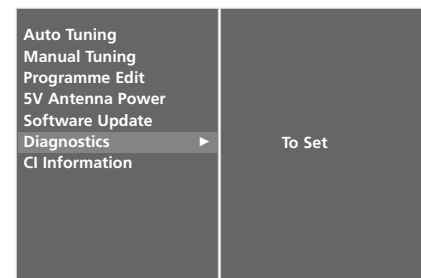 Auto Tuning
Manual Tuning
Programme Edit
5V Antenna Power
Software Update
Diagnostics ►
To Set
CI Information